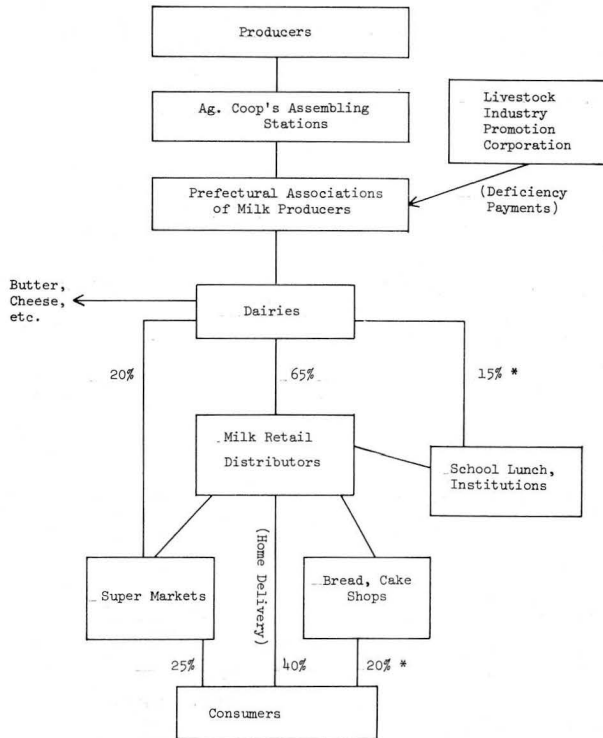 Producers
Ag. Coop's Assembling
Stations
Livestock
Industry
Promotion
Corporation
Prefectural Associations
of Milk Producers
(Deficiency
Payments)
Butter,
Cheese,
etc.
Dairies
20%
65%
15% *
Milk Retail
Distributors
School Lunch,
Institutions
(Home Delivery)
Super Markets
Bread, Cake
Shops
25%
40%
20% *
Consumers